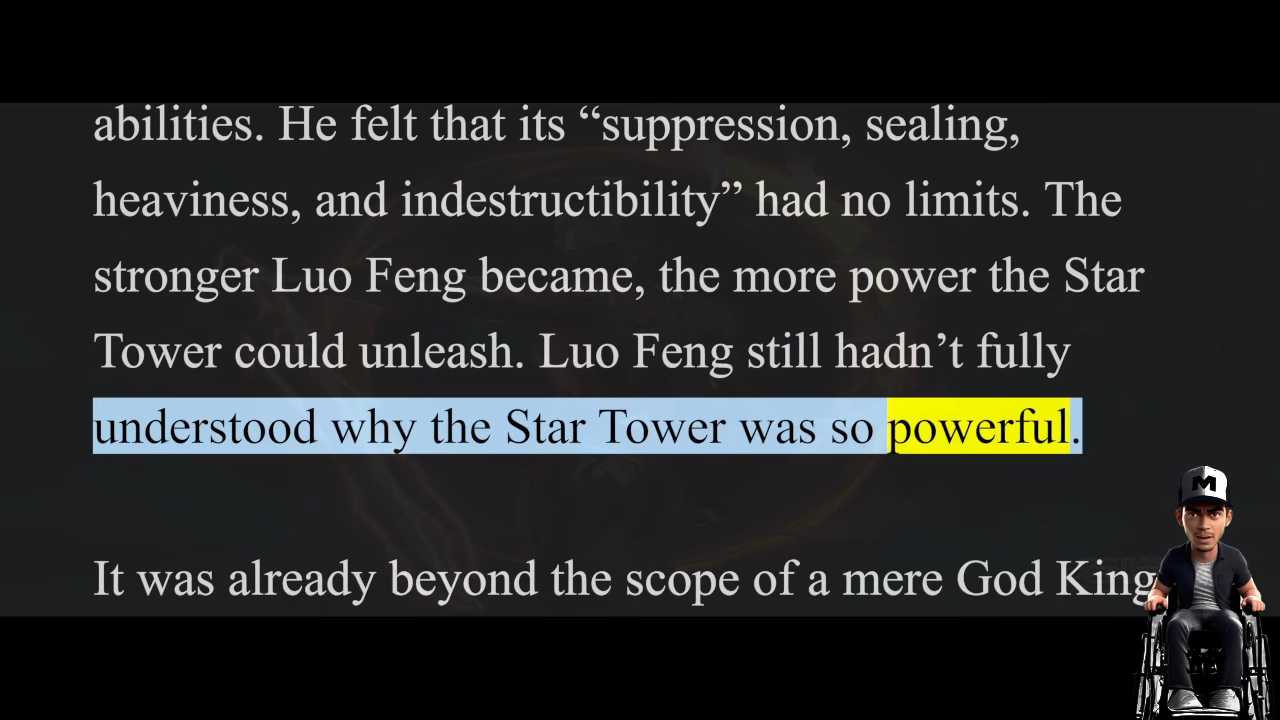 abilities. He felt that its “suppression, sealing,
heaviness, and indestructibility” had no limits. The
stronger Luo Feng became, the more power the Star
Tower could unleash. Luo Feng still hadn’t fully
understood why the Star Tower was so powerful.
It was already beyond the scope of a mere God King
M